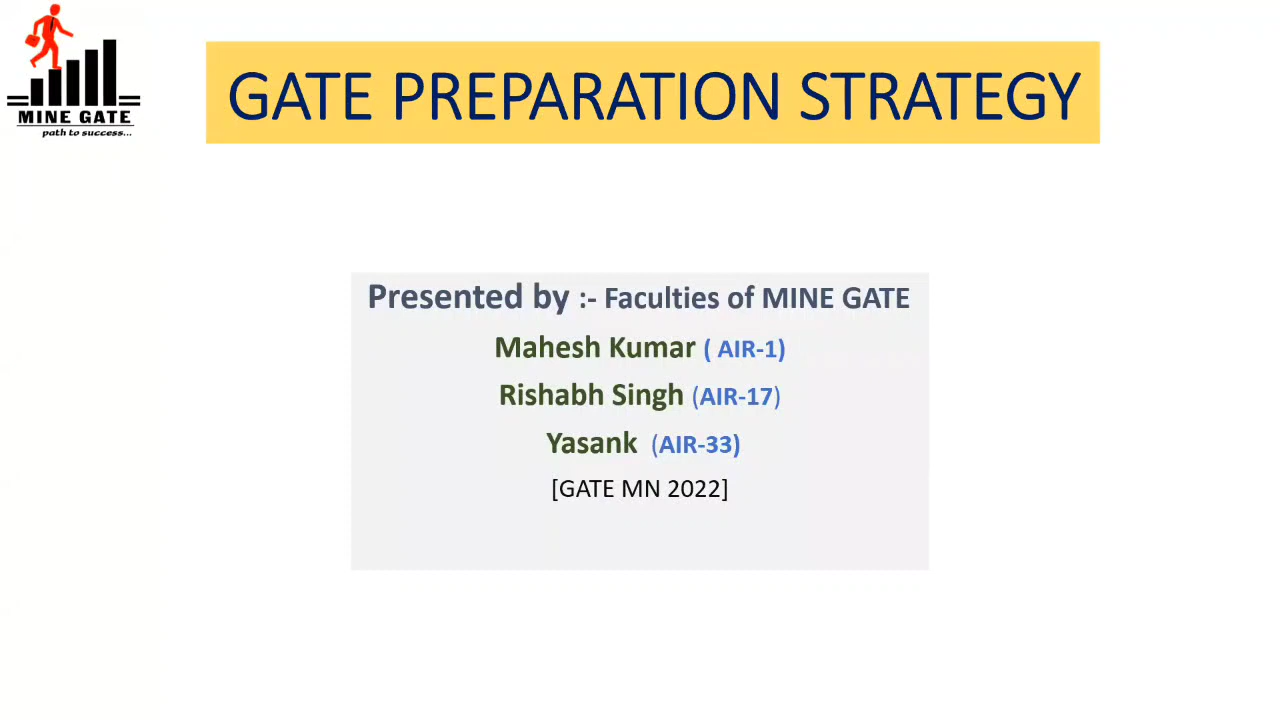 MINE GATE
path to success...
GATE PREPARATION STRATEGY
Presented by :- Faculties of MINE GATE
Mahesh Kumar ( AIR-1)
Rishabh Singh (AIR-17)
Yasank (AIR-33)
[GATE MN 2022]